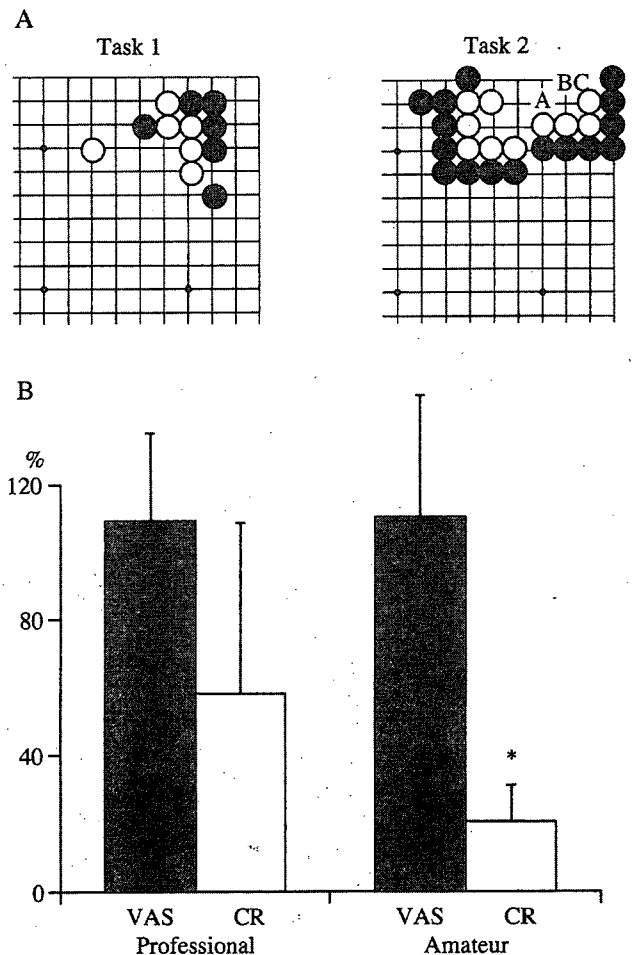 A
Task 1 Task 2
BC
A
B
%
120
80
40
*
0
VAS CR VAS CR
Professional Amateur